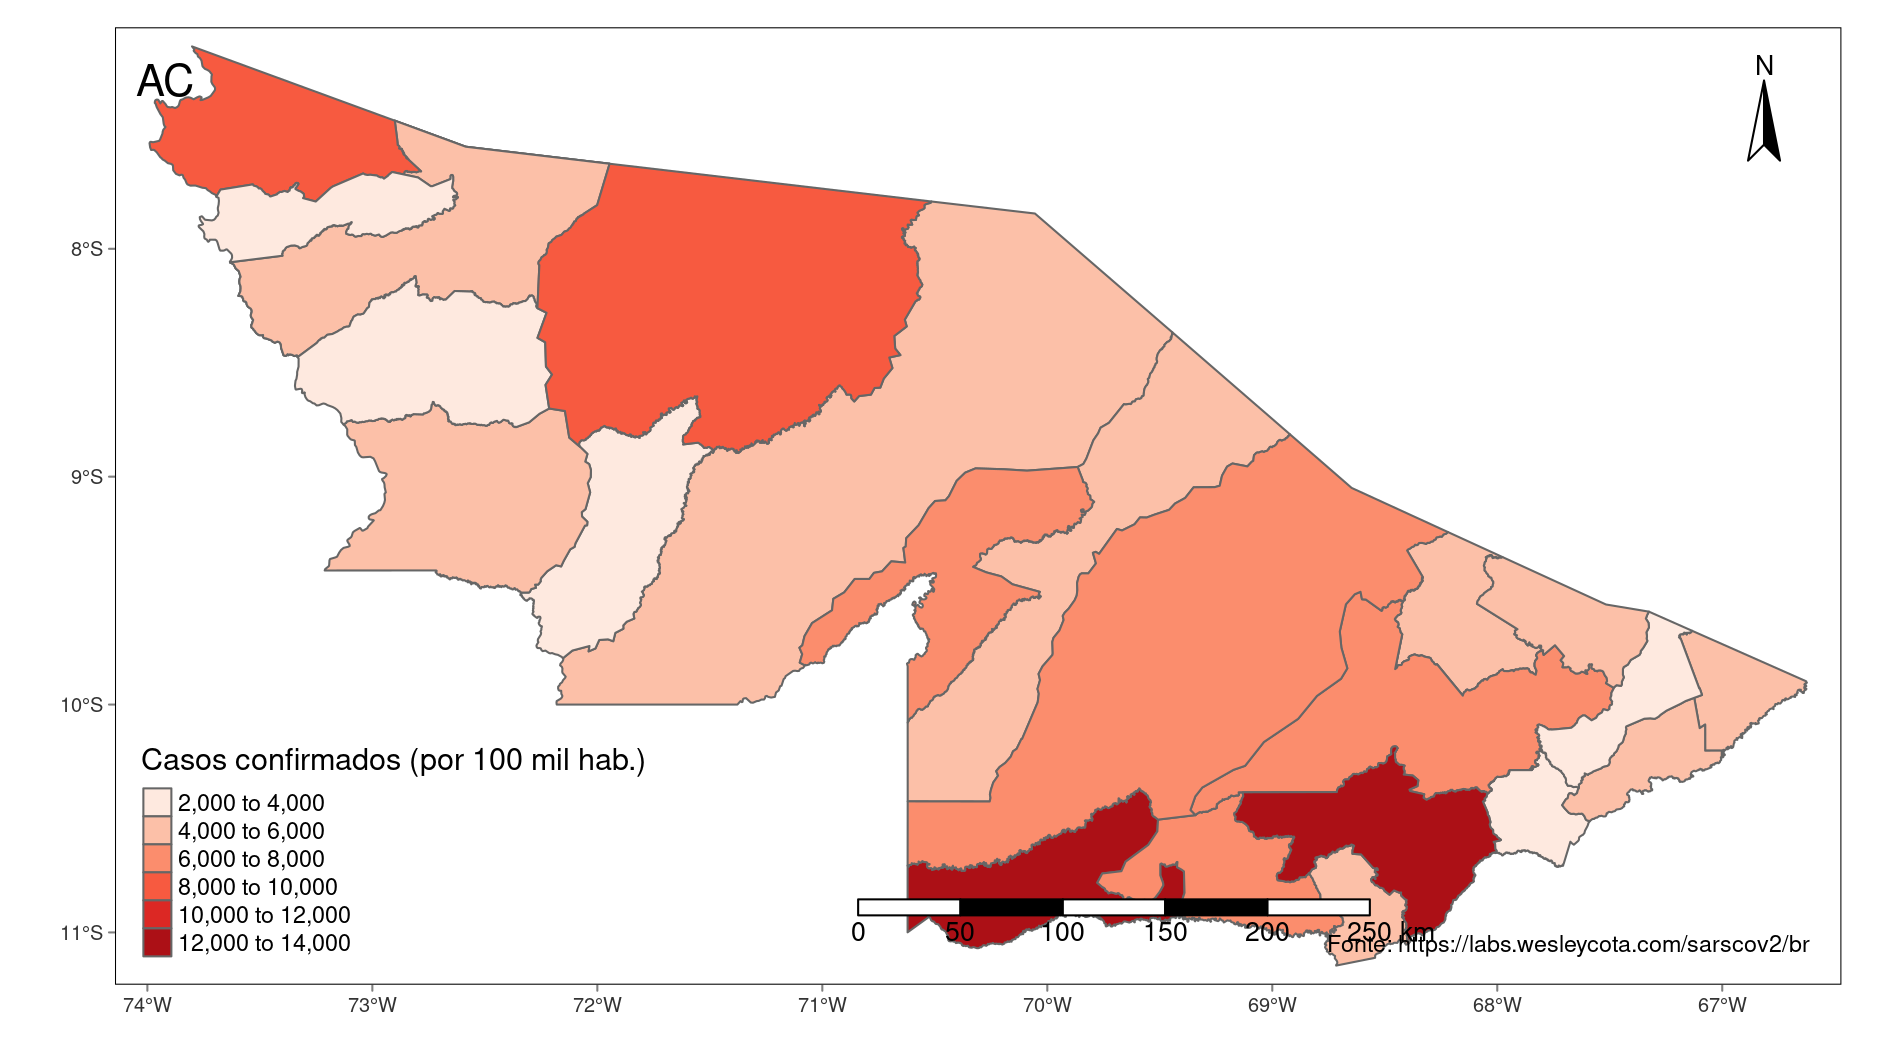 AC
N
8°S
9°S
10°S
11°S
Casos confirmados (por 100 mil hab.)
2,000 to 4,000
4,000 to 6,000
6,000 to 8,000
8,000 to 10,000
10,000 to 12,000
12,000 to 14,000
0 50 100 150 200 250 km
Fonte: https://labs.wesleycota.com/sarscov2/br
74°W 73°W 72°W 71°W 70°W 69°W 68°W 67°W